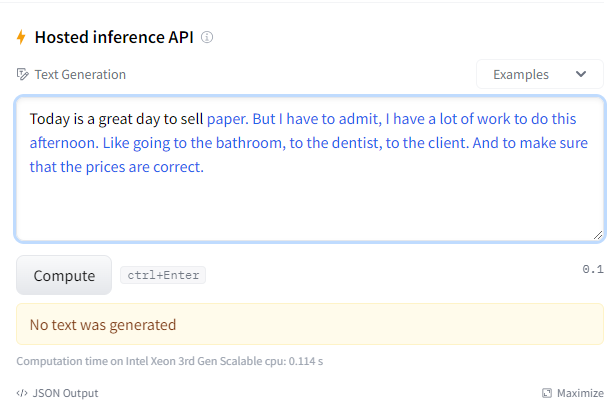 Hosted inference API
Text Generation
Examples
Today is a great day to sell paper. But I have to admit, I have a lot of work to do this
afternoon. Like going to the bathroom, to the dentist, to the client. And to make sure
that the prices are correct.
Compute
ctrl+Enter
0.1
No text was generated
Computation time on Intel Xeon 3rd Gen Scalable cpu: 0.114 s
</> JSON Output
Maximize